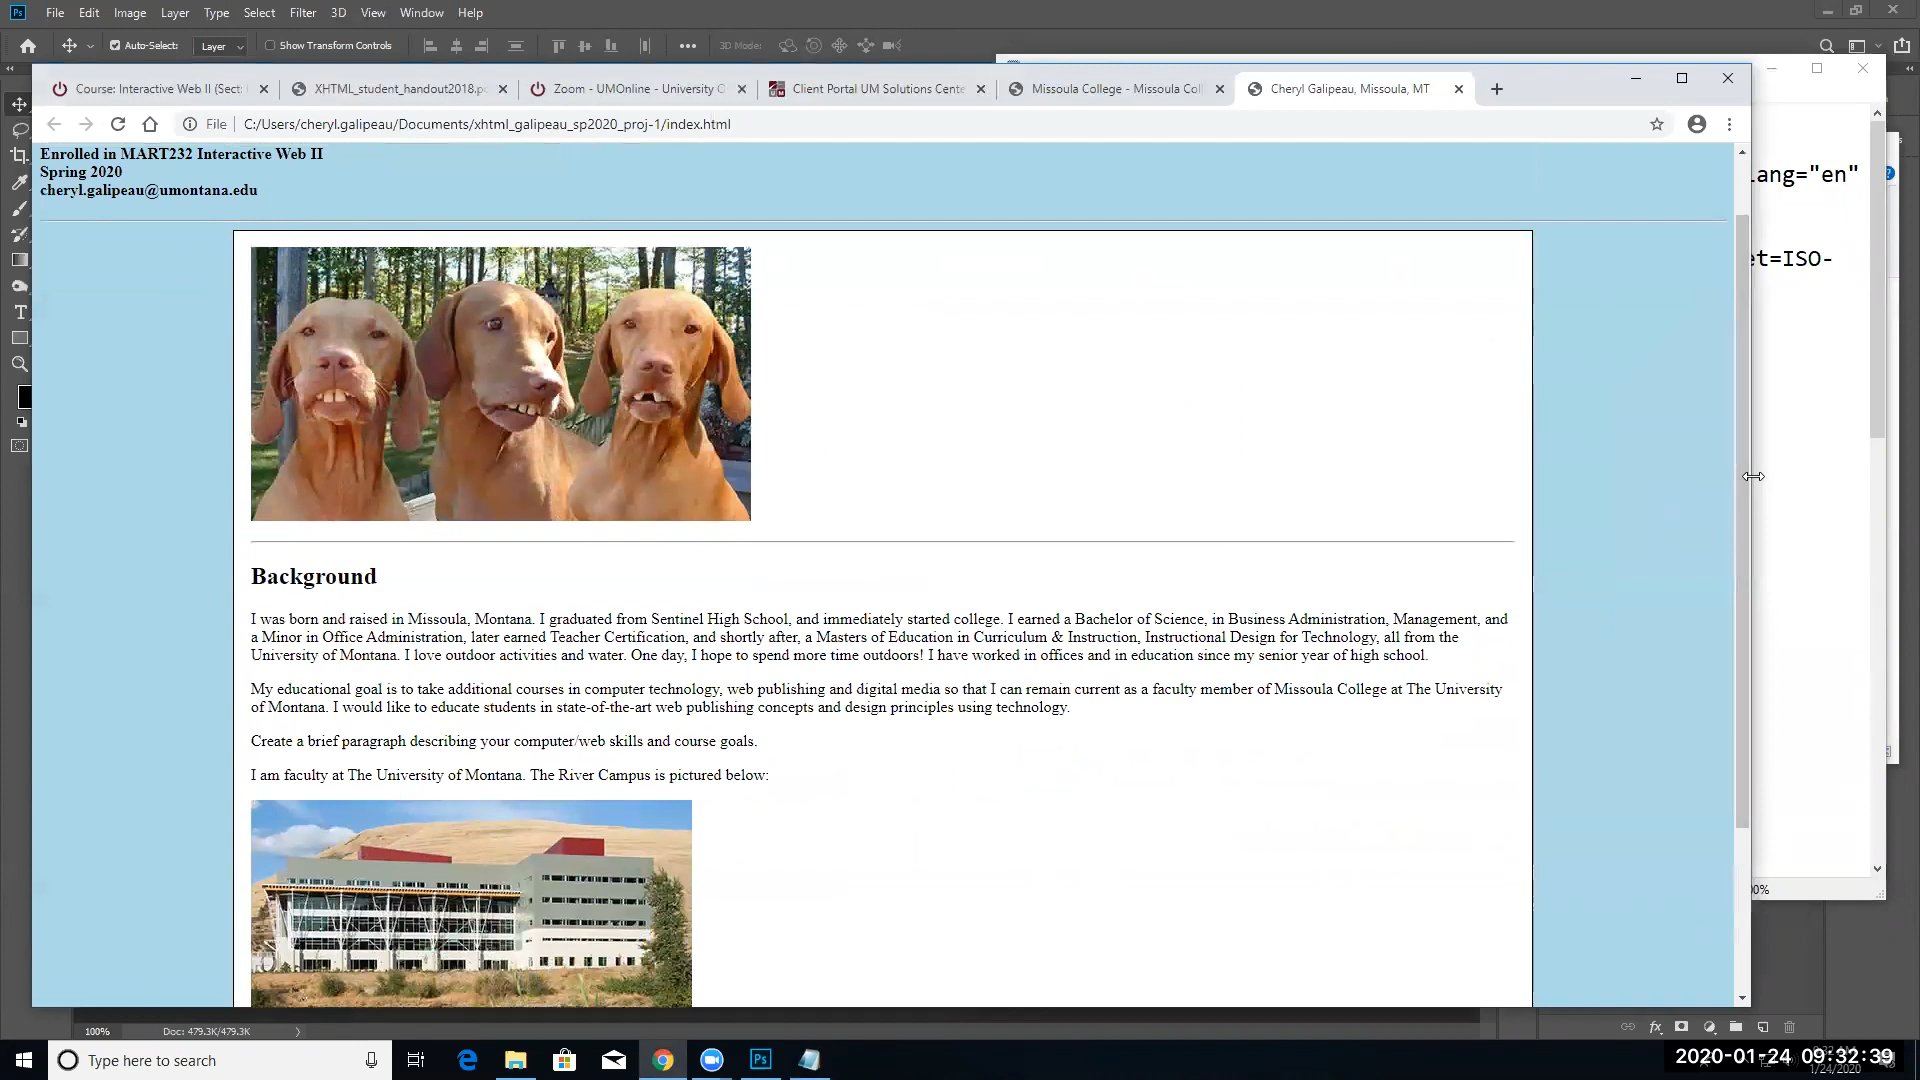 File Edit Image Layer Type Select Filter 3D View Window Help
Auto-Select: Layer Show Transform Controls 3D Mode:
Course: Interactive Web II (Sect:
XHTML_student_handout2018.pd
Zoom - UMOnline - University O
Client Portal UM Solutions Cente
Missoula College - Missoula Coll
Cheryl Galipeau, Missoula, MT
File C:/Users/cheryl.galipeau/Documents/xhtml_galipeau_sp2020_proj-1/index.html
Enrolled in MART232 Interactive Web II
Spring 2020
cheryl.galipeau@umontana.edu
lang="en"
et=ISO-
Background
I was born and raised in Missoula, Montana. I graduated from Sentinel High School, and immediately started college. I earned a Bachelor of Science, in Business Administration, Management, and
a Minor in Office Administration, later earned Teacher Certification, and shortly after, a Masters of Education in Curriculum & Instruction, Instructional Design for Technology, all from the
University of Montana. I love outdoor activities and water. One day, I hope to spend more time outdoors! I have worked in offices and in education since my senior year of high school.
My educational goal is to take additional courses in computer technology, web publishing and digital media so that I can remain current as a faculty member of Missoula College at The University
of Montana. I would like to educate students in state-of-the-art web publishing concepts and design principles using technology.
Create a brief paragraph describing your computer/web skills and course goals.
I am faculty at The University of Montana. The River Campus is pictured below:
00%
100% Doc: 479.3K/479.3K
Type here to search
2020-01-24 09:32:39
1/24/2020